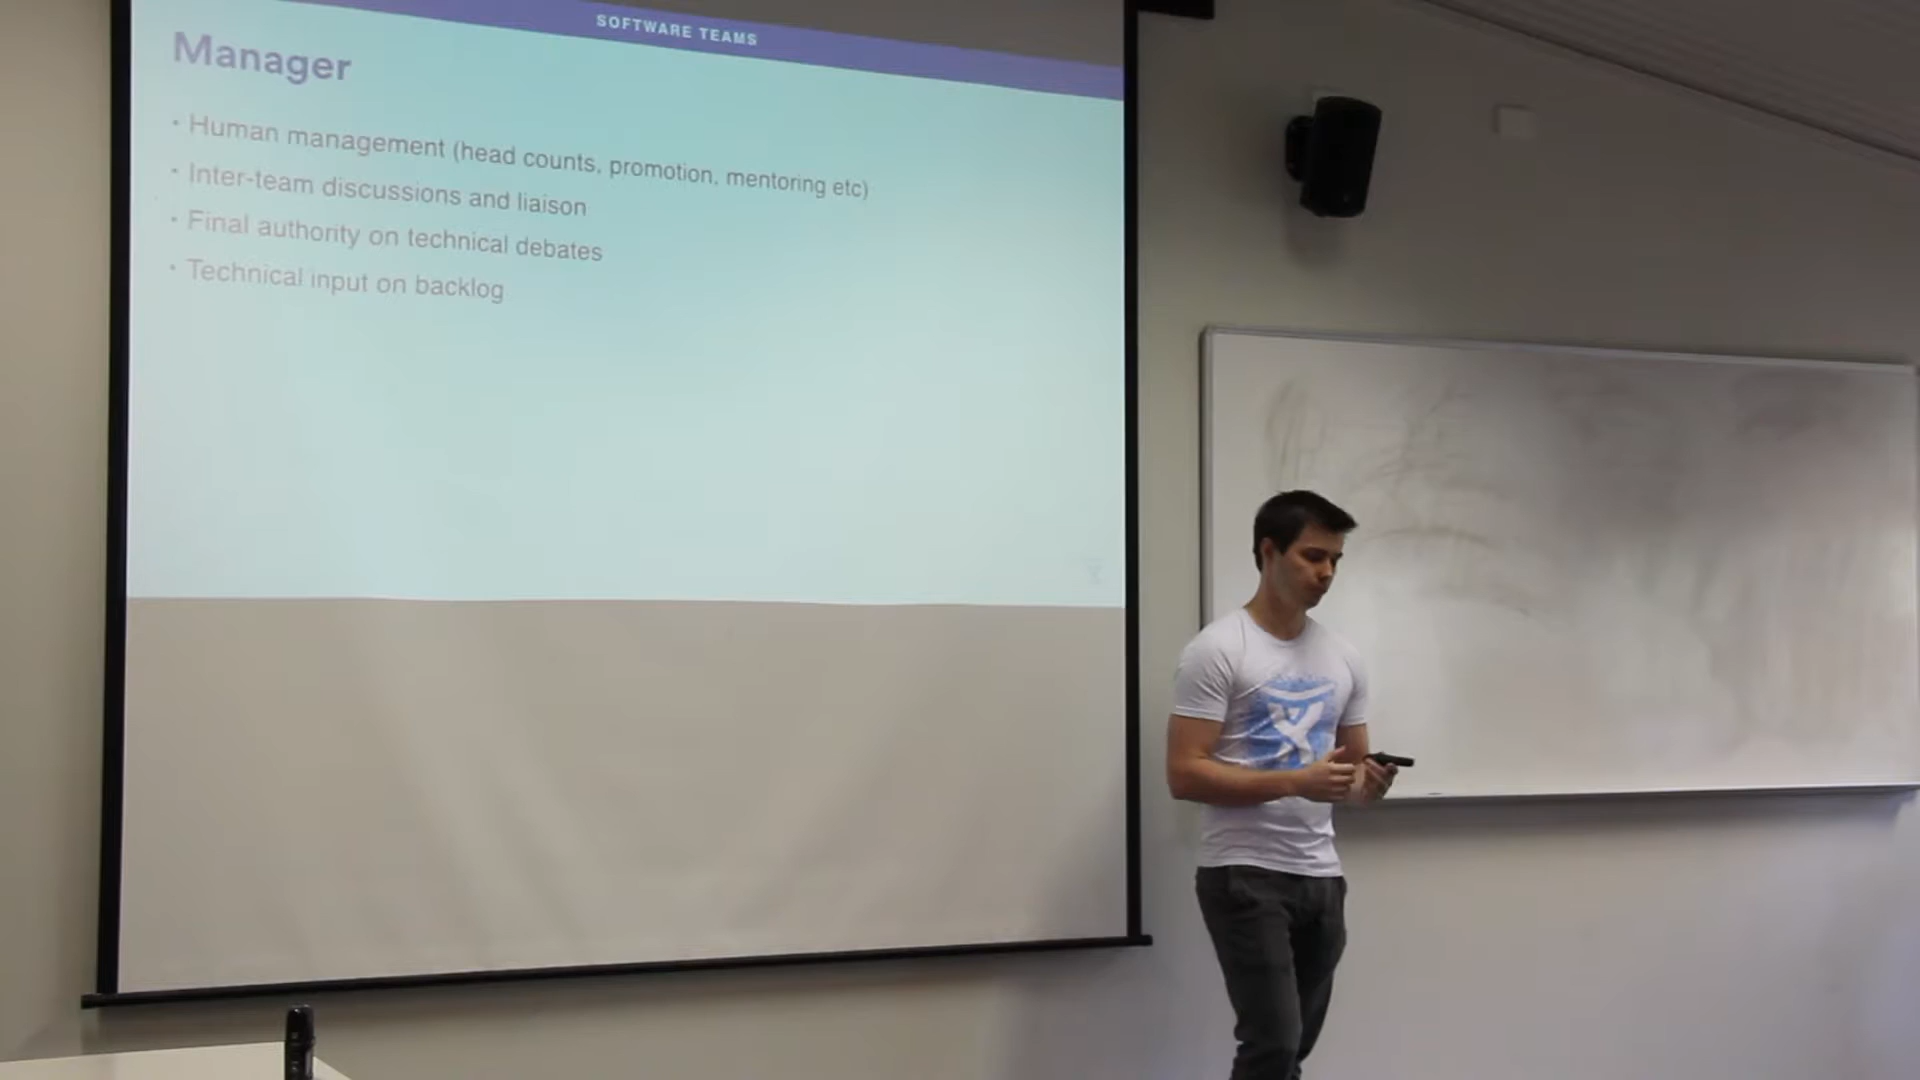 SOFTWARE TEAMS
Manager
• Human management (head counts, promotion, mentoring etc)
• Inter-team discussions and liaison
• Final authority on technical debates
• Technical input on backlog